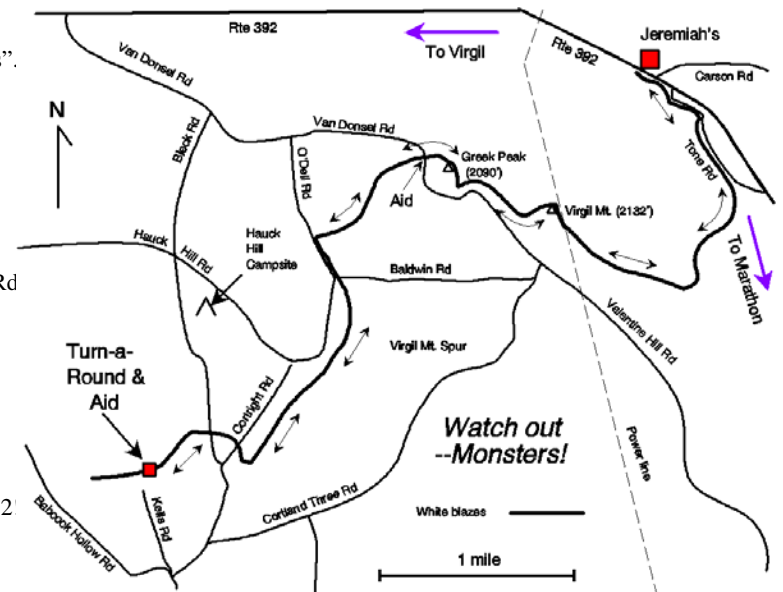 Rte 392
To Virgil
Rte 392
Jeremiah's
Carson Rd
s”.
Van Donsel Rd
N
Black Rd
Van Donsel Rd
O'Dell Rd
Greek Peak
(2090')
Aid
Tone Rd
Virgil Mt. (2132')
Hauck
Hill Rd
Hauck
Hill
Campsite
To Marathon
Baldwin Rd
Rd
Valentine Hill Rd
Virgil Mt. Spur
Turn-a-
Round &
Aid
Cortright Rd
Watch out
--Monsters!
Power line
Babcock Hollow Rd
Kells Rd
Cortland Three Rd
White blazes
1 mile